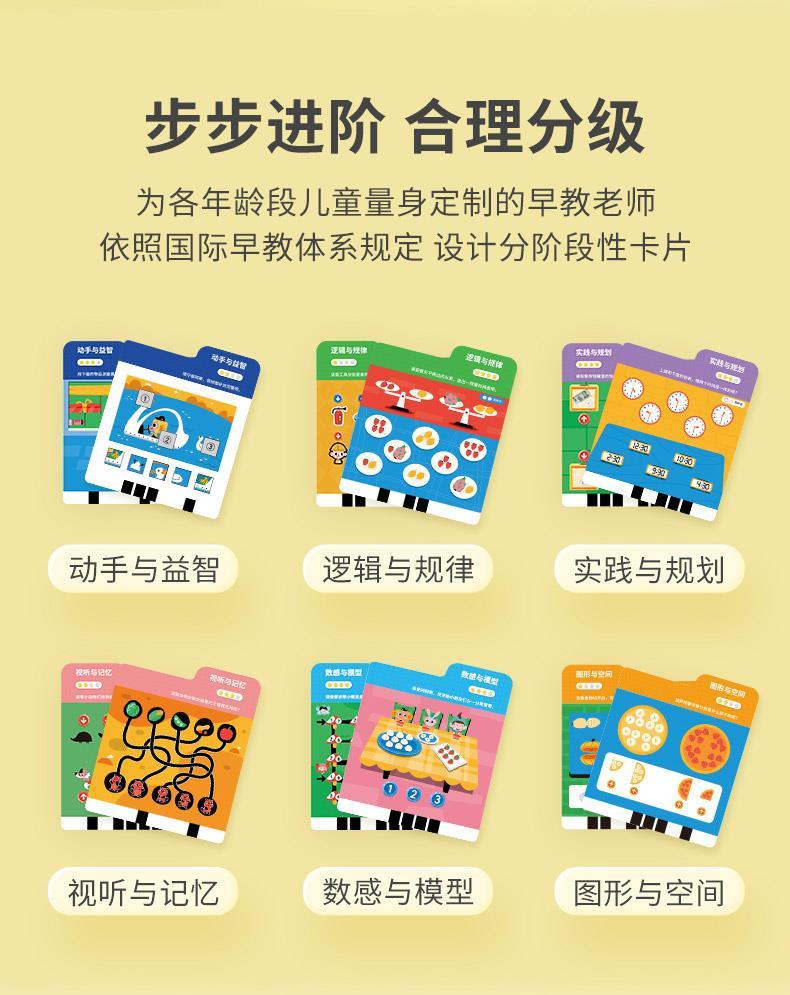 步步进阶 合理分级
为各年龄段儿童量身定制的早教老师
依照国际早教体系规定 设计分阶段性卡片
动手与益智
动手与益智
①
②
③
逻辑与规律
逻辑与规律
实践与规划
实践与规划
12:30
2:30
10:30
9:30
4:30
动手与益智
逻辑与规律
实践与规划
视听与记忆
视听与记忆
数感与模型
数感与模型
1 2 3
图形与空间
图形与空间
视听与记忆
数感与模型
图形与空间